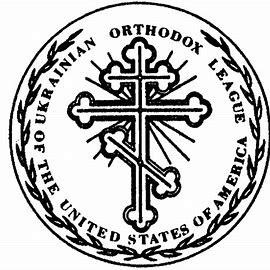 UKRAINIAN ORTHODOX LEAGUE
OF THE UNITED STATES OF AMERICA